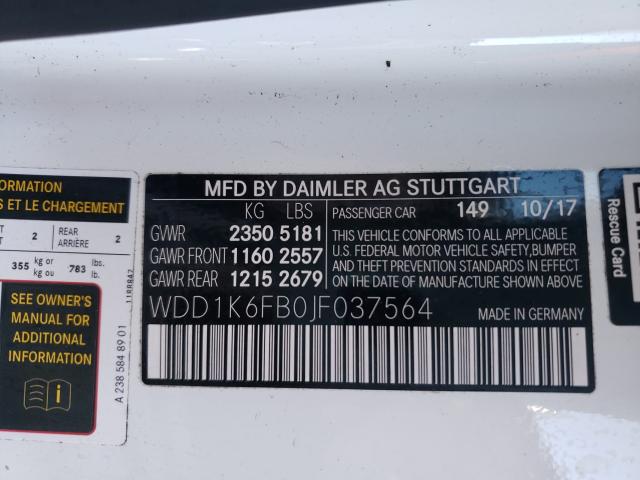 ORMATION
S ET LE CHARGEMENT
2
REAR
ARRIÈRE
2
355 kg or
kg ou
783 lbs.
lb.
SEE OWNER'S
MANUAL FOR
ADDITIONAL
INFORMATION
i
A 238 584 89 01
MFD BY DAIMLER AG STUTTGART
KG LBS
PASSENGER CAR 149 10/17
GVWR 2350 5181
GAWR FRONT 1160 2557
GAWR REAR 1215 2679
THIS VEHICLE CONFORMS TO ALL APPLICABLE
U.S. FEDERAL MOTOR VEHICLE SAFETY,BUMPER
AND THEFT PREVENTION STANDARDS IN EFFECT
ON THE DATE OF MANUFACTURE SHOWN ABOVE.
WDD1K6FB0JF037564
MADE IN GERMANY
Rescue Card